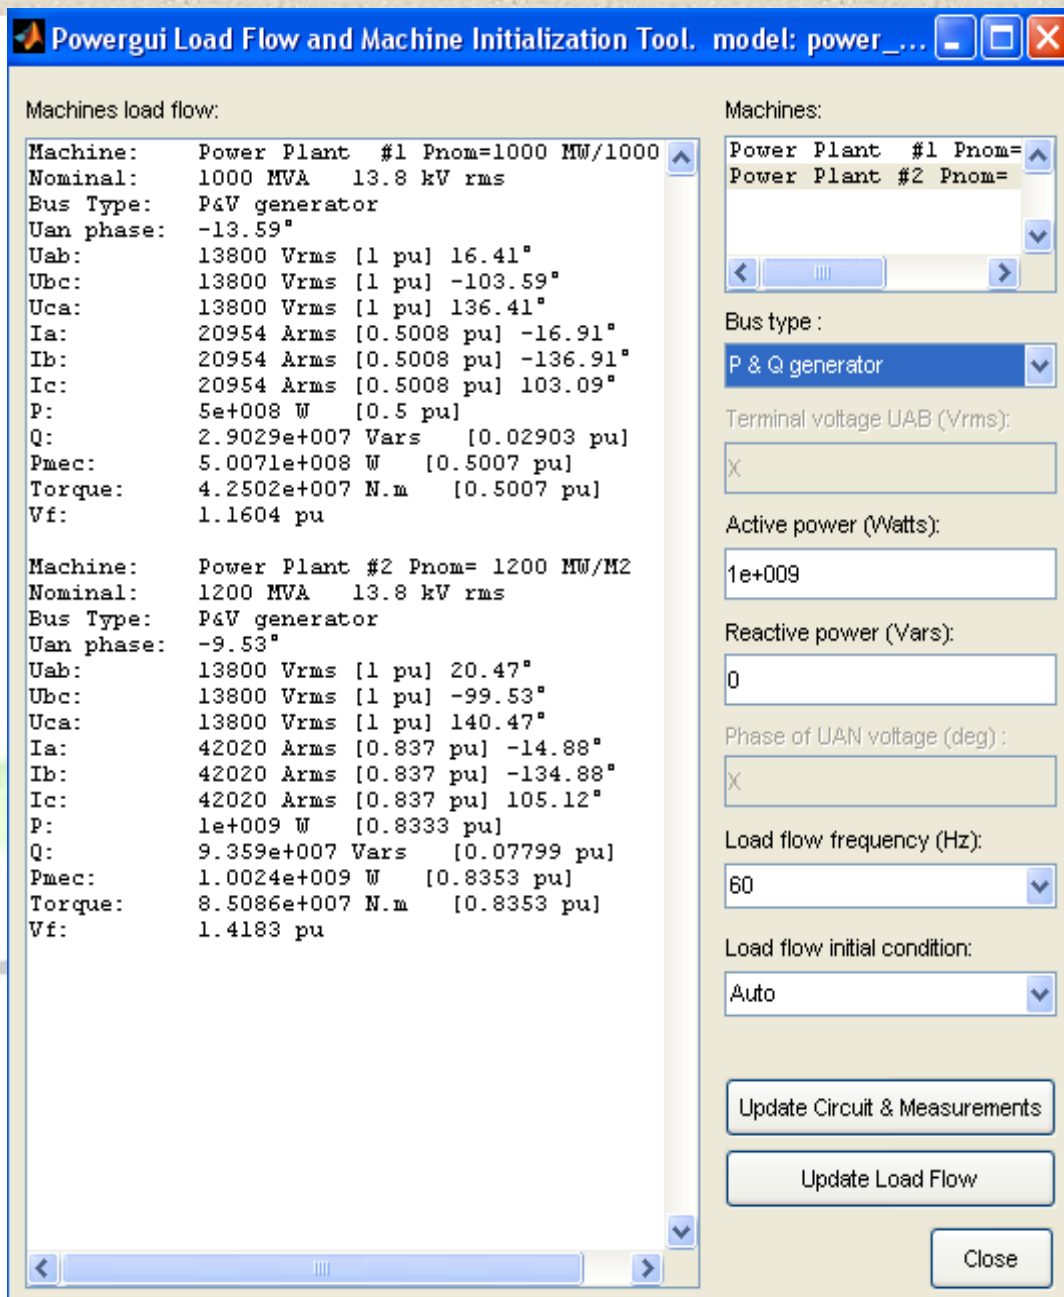 Powergui Load Flow and Machine Initialization Tool. model: power_...
Machines load flow:
Machine: Power Plant #1 Pnom=1000 MW/1000
Nominal: 1000 MVA 13.8 kV rms
Bus Type: P&V generator
Uan phase: -13.59°
Uab: 13800 Vrms [1 pu] 16.41°
Ubc: 13800 Vrms [1 pu] -103.59°
Uca: 13800 Vrms [1 pu] 136.41°
Ia: 20954 Arms [0.5008 pu] -16.91°
Ib: 20954 Arms [0.5008 pu] -136.91°
Ic: 20954 Arms [0.5008 pu] 103.09°
P: 5e+008 W [0.5 pu]
Q: 2.9029e+007 Vars [0.02903 pu]
Pmec: 5.0071e+008 W [0.5007 pu]
Torque: 4.2502e+007 N.m [0.5007 pu]
Vf: 1.1604 pu
Machine: Power Plant #2 Pnom= 1200 MW/M2
Nominal: 1200 MVA 13.8 kV rms
Bus Type: P&V generator
Uan phase: -9.53°
Uab: 13800 Vrms [1 pu] 20.47°
Ubc: 13800 Vrms [1 pu] -99.53°
Uca: 13800 Vrms [1 pu] 140.47°
Ia: 42020 Arms [0.837 pu] -14.88°
Ib: 42020 Arms [0.837 pu] -134.88°
Ic: 42020 Arms [0.837 pu] 105.12°
P: 1e+009 W [0.8333 pu]
Q: 9.359e+007 Vars [0.07799 pu]
Pmec: 1.0024e+009 W [0.8353 pu]
Torque: 8.5086e+007 N.m [0.8353 pu]
Vf: 1.4183 pu
Machines:
Power Plant #1 Pnom=
Power Plant #2 Pnom=
Bus type :
P & Q generator
Terminal voltage UAB (Vrms):
X
Active power (Watts):
1e+009
Reactive power (Vars):
0
Phase of UAN voltage (deg) :
X
Load flow frequency (Hz):
60
Load flow initial condition:
Auto
Update Circuit & Measurements
Update Load Flow
Close